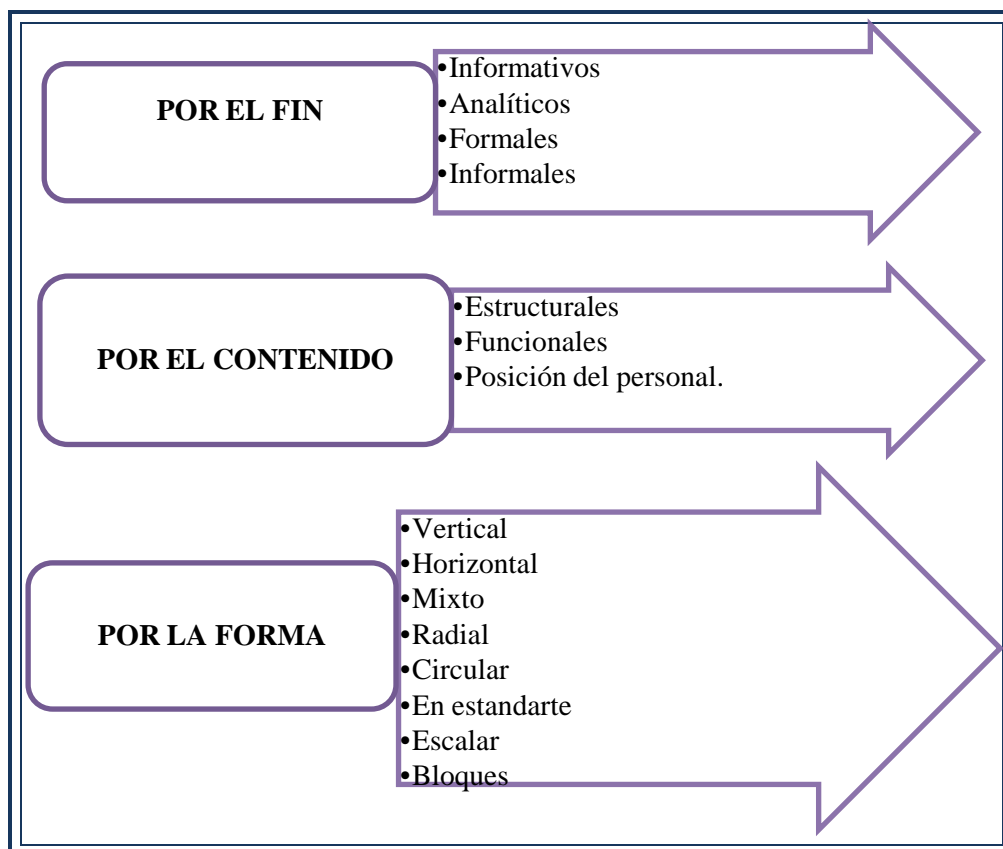 POR EL FIN
•Informativos
•Analíticos
•Formales
•Informales
POR EL CONTENIDO
•Estructurales
•Funcionales
•Posición del personal.
POR LA FORMA
•Vertical
•Horizontal
•Mixto
•Radial
•Circular
•En estandarte
•Escalar
•Bloques